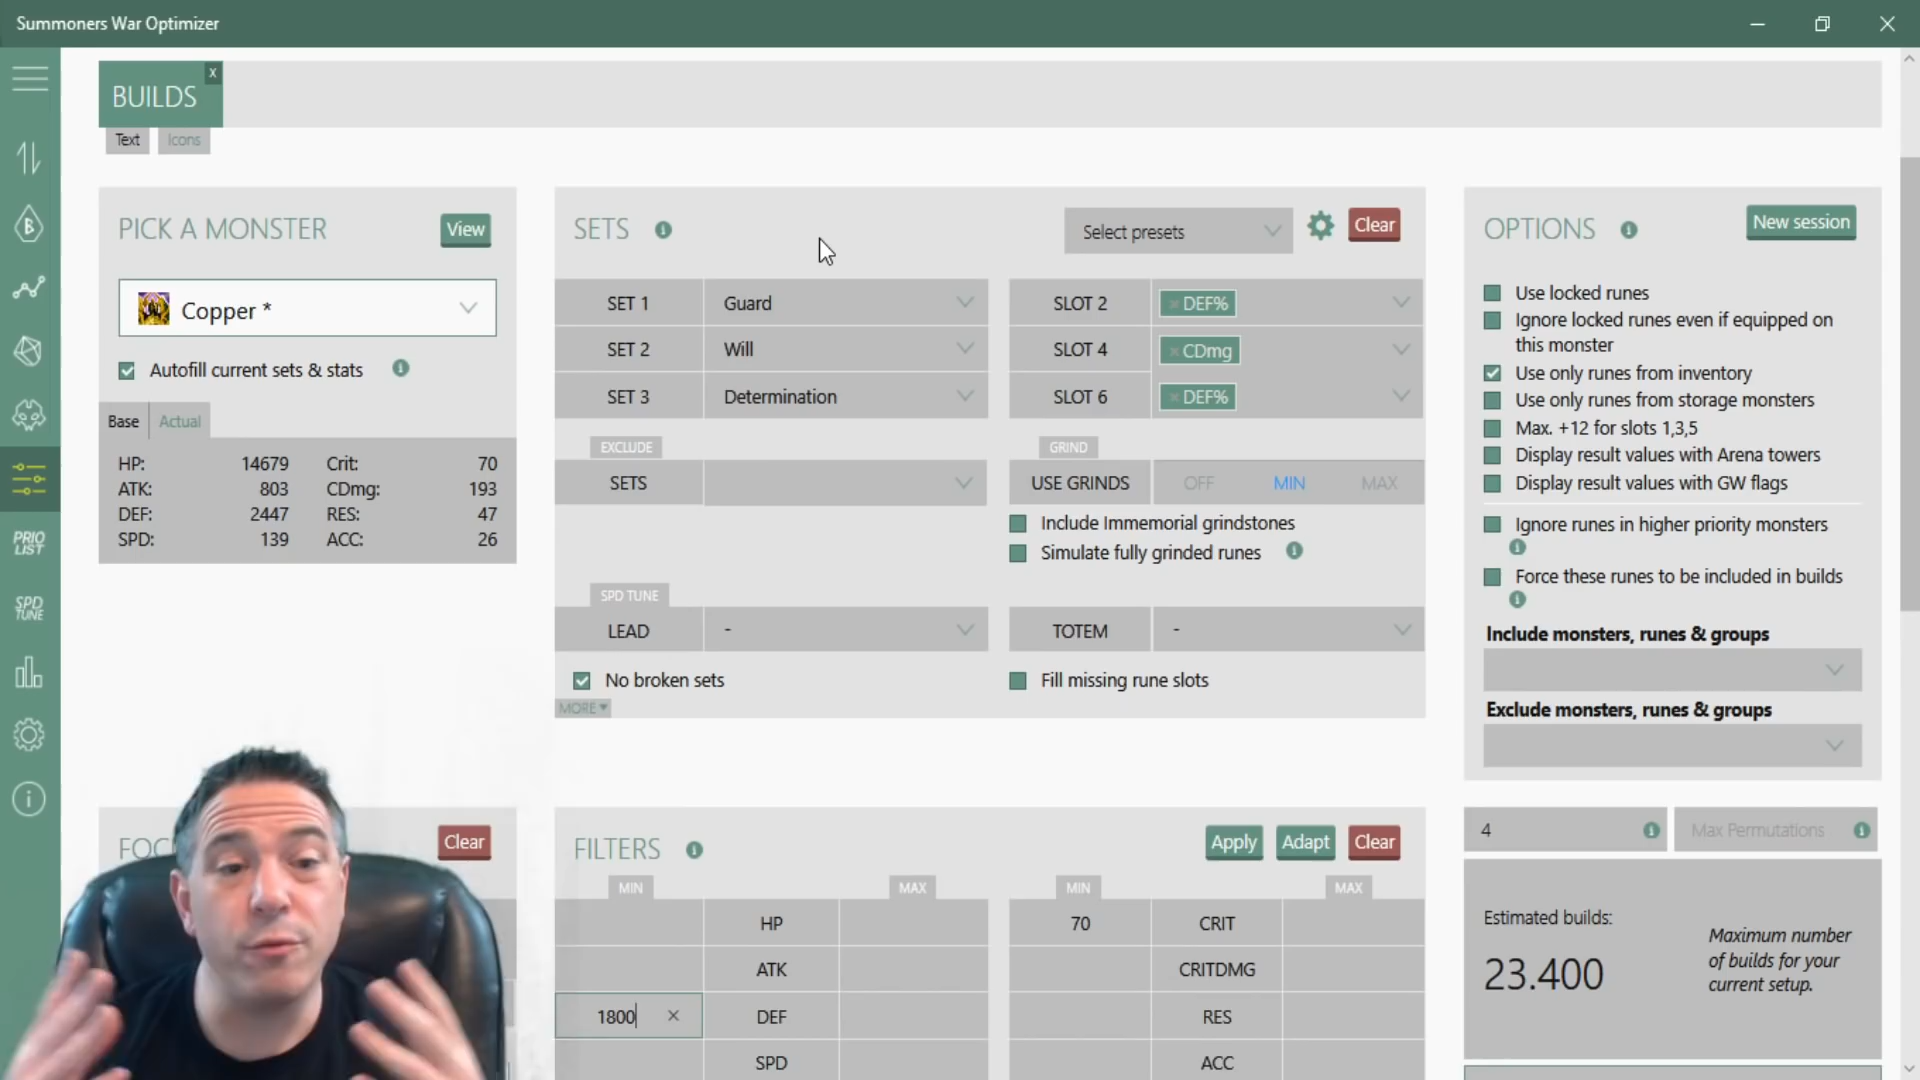 Summoners War Optimizer
BUILDS
x
Text
Icons
PICK A MONSTER
View
Copper *
Autofill current sets & stats
Base
Actual
HP: 14679 Crit: 70
ATK: 803 CDmg: 193
DEF: 2447 RES: 47
SPD: 139 ACC: 26
PRIO
LIST
SPD
TUNE
SETS
Select presets
Clear
SET 1 Guard
SET 2 Will
SET 3 Determination
SLOT 2 × DEF%
SLOT 4 × CDmg
SLOT 6 × DEF%
EXCLUDE
SETS
GRIND
USE GRINDS OFF MIN MAX
Include Immemorial grindstones
Simulate fully grinded runes
SPD TUNE
LEAD -
TOTEM -
No broken sets
Fill missing rune slots
MORE
OPTIONS
New session
Use locked runes
Ignore locked runes even if equipped on
this monster
Use only runes from inventory
Use only runes from storage monsters
Max. +12 for slots 1,3,5
Display result values with Arena towers
Display result values with GW flags
Ignore runes in higher priority monsters
Force these runes to be included in builds
Include monsters, runes & groups
Exclude monsters, runes & groups
Clear
FILTERS
Apply
Adapt
Clear
MIN MAX MIN MAX
HP 70 CRIT
ATK CRITDMG
1800 × DEF RES
SPD ACC
4
Max Permutations
Estimated builds:
23.400
Maximum number
of builds for your
current setup.